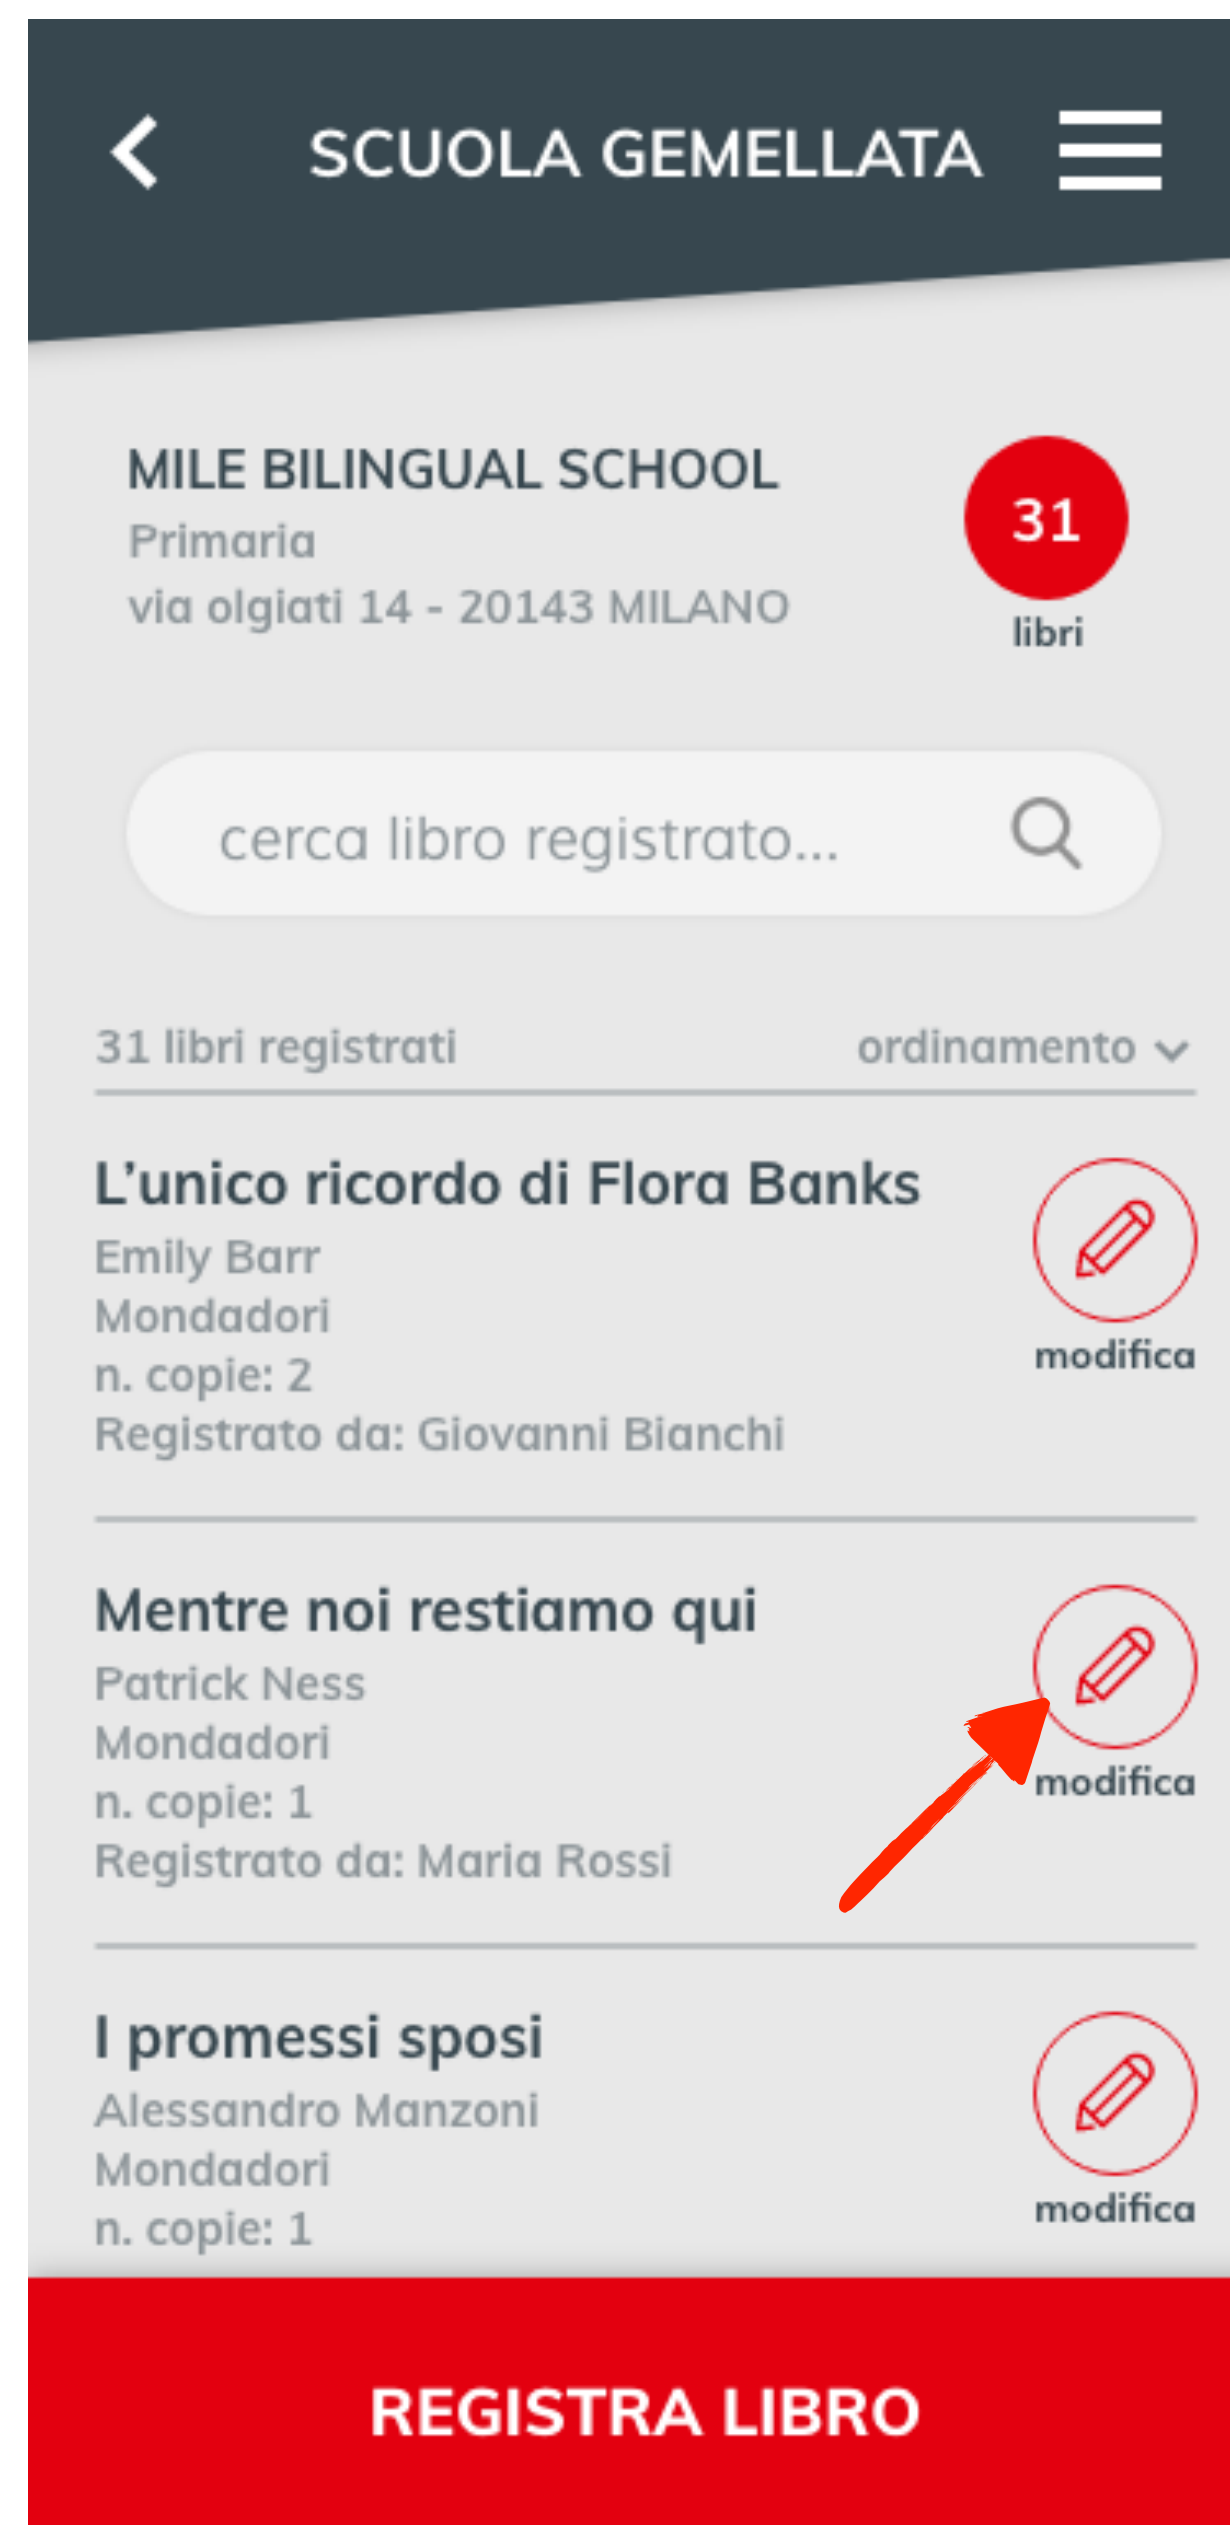 SCUOLA GEMELLATA
MILE BILINGUAL SCHOOL
Primaria
via olgiati 14 - 20143 MILANO
31
libri
cerca libro registrato...
31 libri registrati
ordinamento
L’unico ricordo di Flora Banks
Emily Barr
Mondadori
n. copie: 2
Registrato da: Giovanni Bianchi
modifica
Mentre noi restiamo qui
Patrick Ness
Mondadori
n. copie: 1
Registrato da: Maria Rossi
modifica
I promessi sposi
Alessandro Manzoni
Mondadori
n. copie: 1
modifica
REGISTRA LIBRO